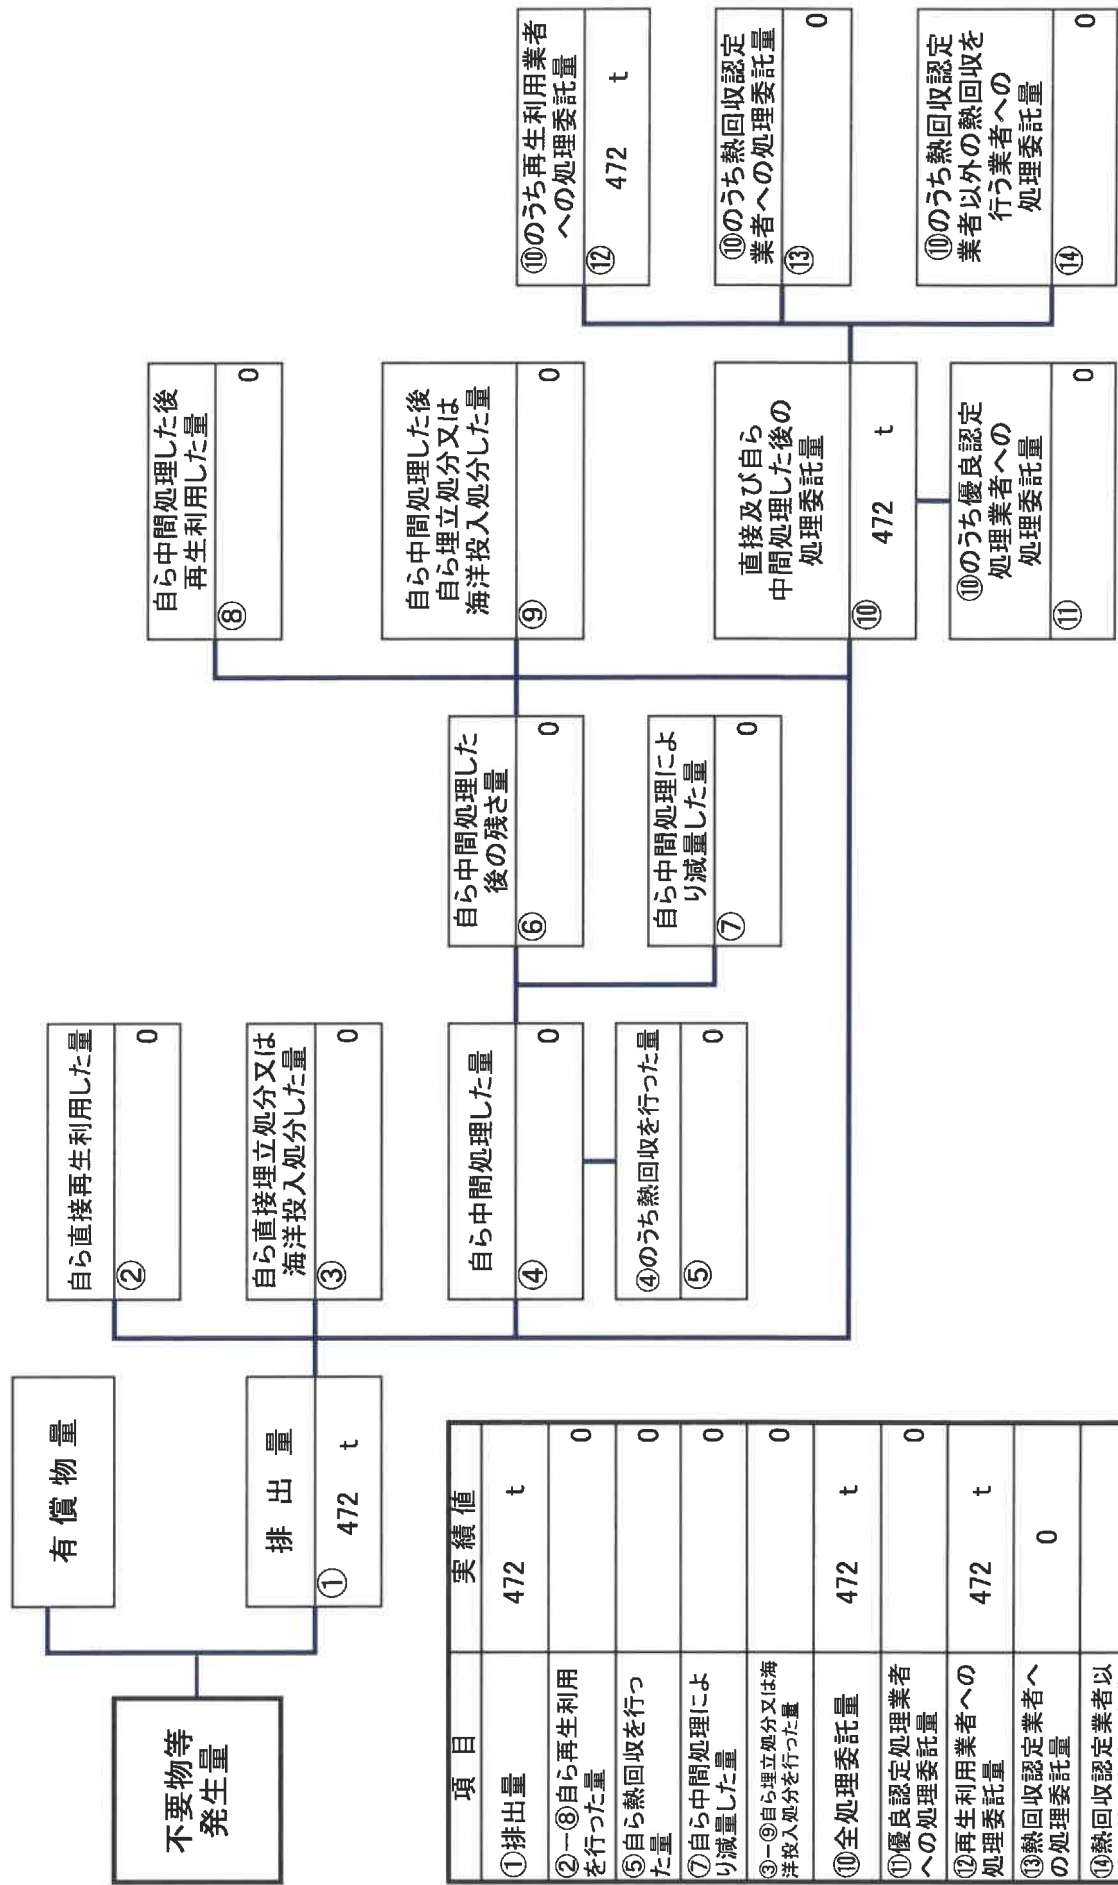 不要物等
発生量
有 償 物 量
排 出 量
① 472 t
自ら直接再生利用した量
② 0
自ら直接埋立処分又は
海洋投入処分した量
③ 0
自ら中間処理した量
④ 0
④のうち熱回収を行った量
⑤ 0
自ら中間処理した
後の残さ量
⑥ 0
自ら中間処理によ
り減量した量
⑦ 0
自ら中間処理した後
再生利用した量
⑧ 0
自ら中間処理した後
自ら埋立処分又は
海洋投入処分した量
⑨ 0
直接及び自ら
中間処理した後の
処理委託量
⑩ 472 t
⑩のうち優良認定
処理業者への
処理委託量
⑪ 0
⑩のうち再生利用業者
への処理委託量
⑫ 472 t
⑩のうち熱回収認定
業者への処理委託量
⑬ 0
⑩のうち熱回収認定
業者以外の熱回収を
行う業者への
処理委託量
⑭ 0
項 目 実 績 値
①排出量 472 t
②ー⑧自ら再生利用
を行った量 0
⑤自ら熱回収を行っ
た量 0
⑦自ら中間処理によ
り減量した量 0
③ー⑨自ら埋立処分又は海
洋投入処分を行った量 0
⑩全処理委託量 472 t
⑪優良認定処理業者
への処理委託量 0
⑫再生利用業者への
処理委託量 472 t
⑬熱回収認定業者へ
の処理委託量 0
⑭熱回収認定業者以